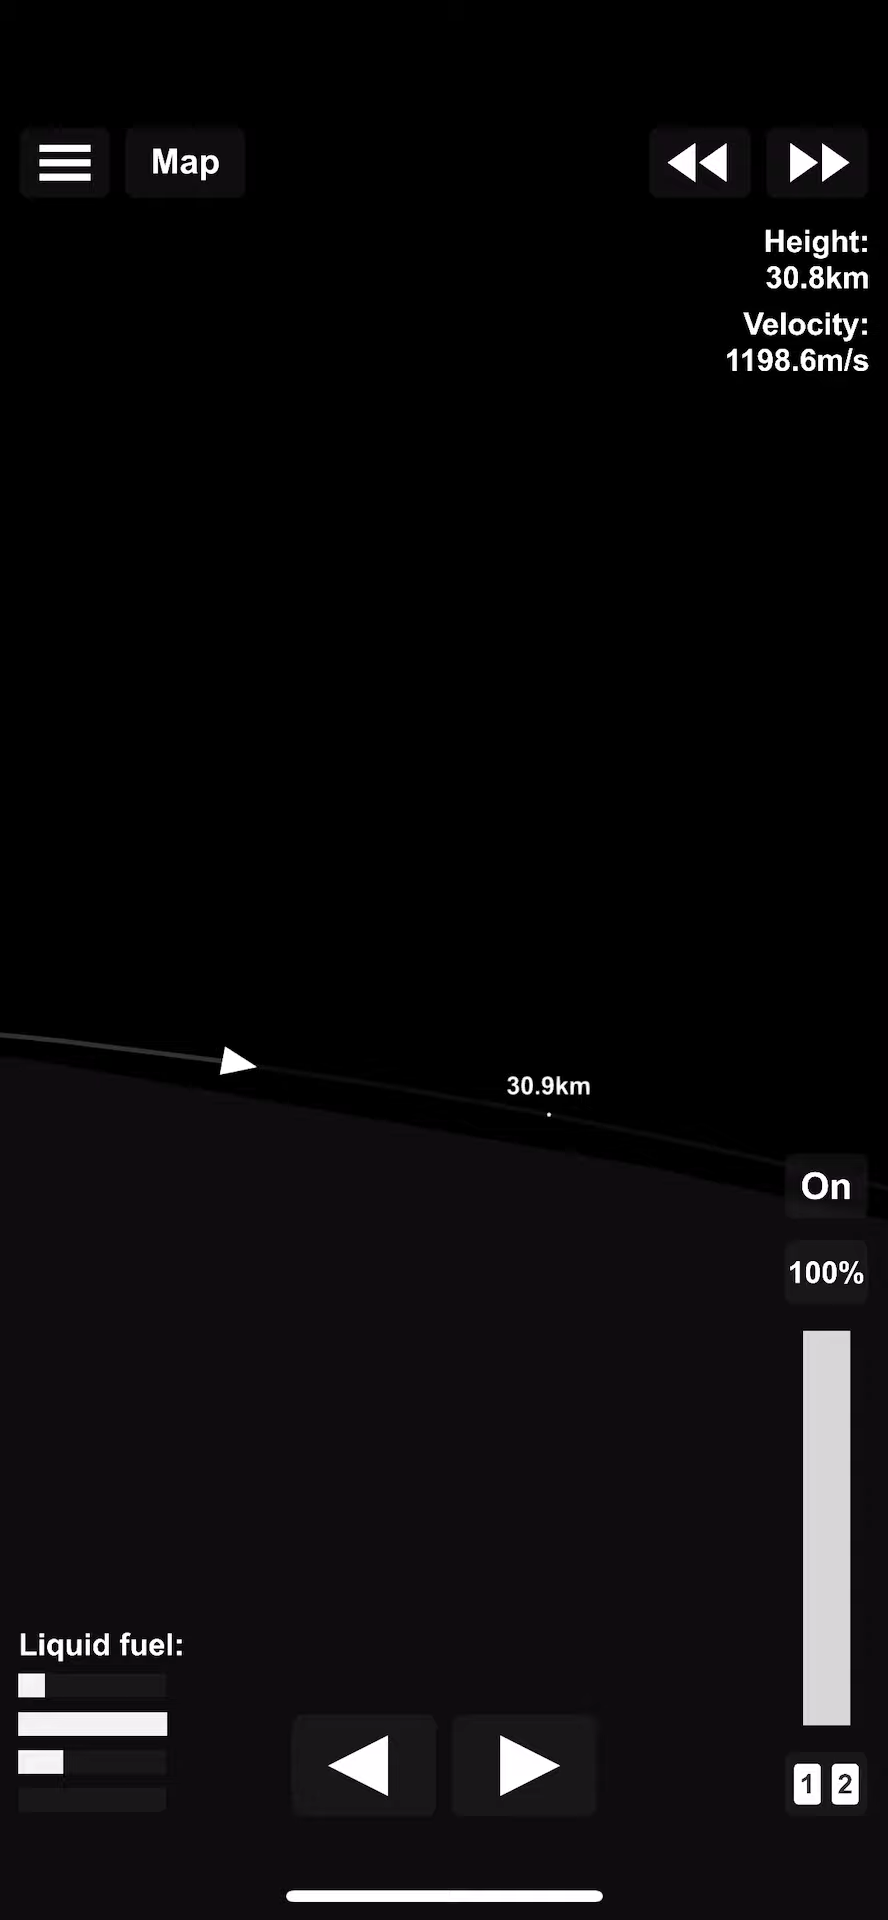 Map
Height:
30.8km
Velocity:
1198.6m/s
30.9km
On
100%
Liquid fuel:
1 2